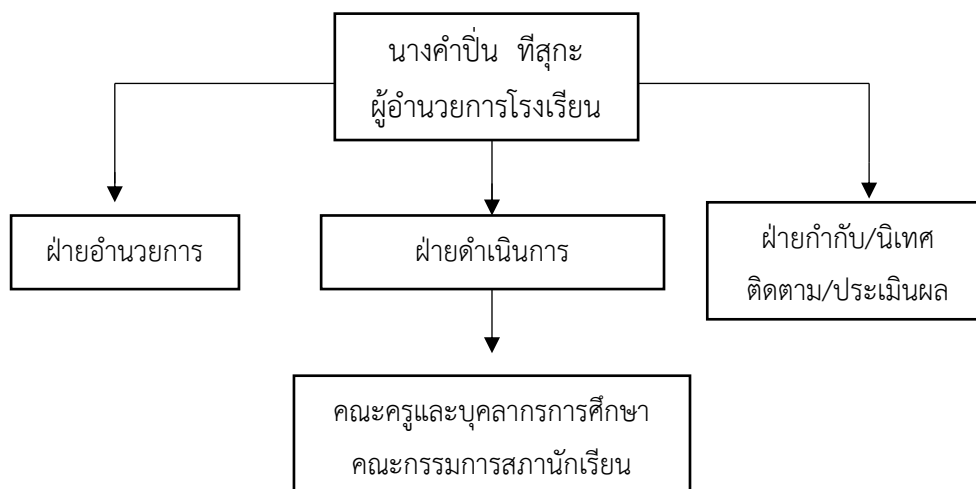 นางคำปิ่น ทีสุกะ
ผู้อำนวยการโรงเรียน
ฝ่ายอำนวยการ
ฝ่ายดำเนินการ
ฝ่ายกำกับ/นิเทศ
ติดตาม/ประเมินผล
คณะครูและบุคลากรการศึกษา
คณะกรรมการสภานักเรียน